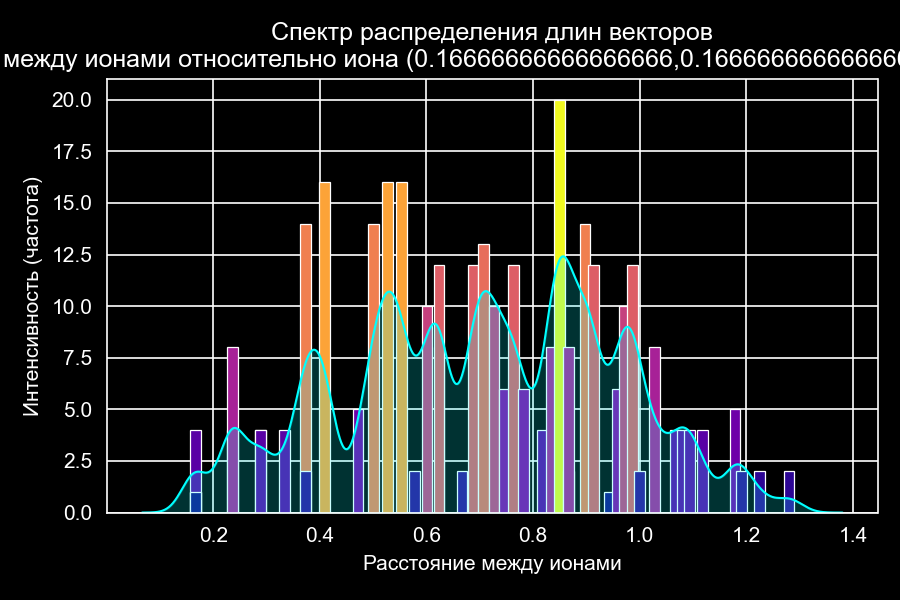 Спектр распределения длин векторов
между ионами относительно иона (0.16666666666666666,0.166666666666666
Интенсивность (частота)
20.0
17.5
15.0
12.5
10.0
7.5
5.0
2.5
0.0
0.2 0.4 0.6 0.8 1.0 1.2 1.4
Расстояние между ионами